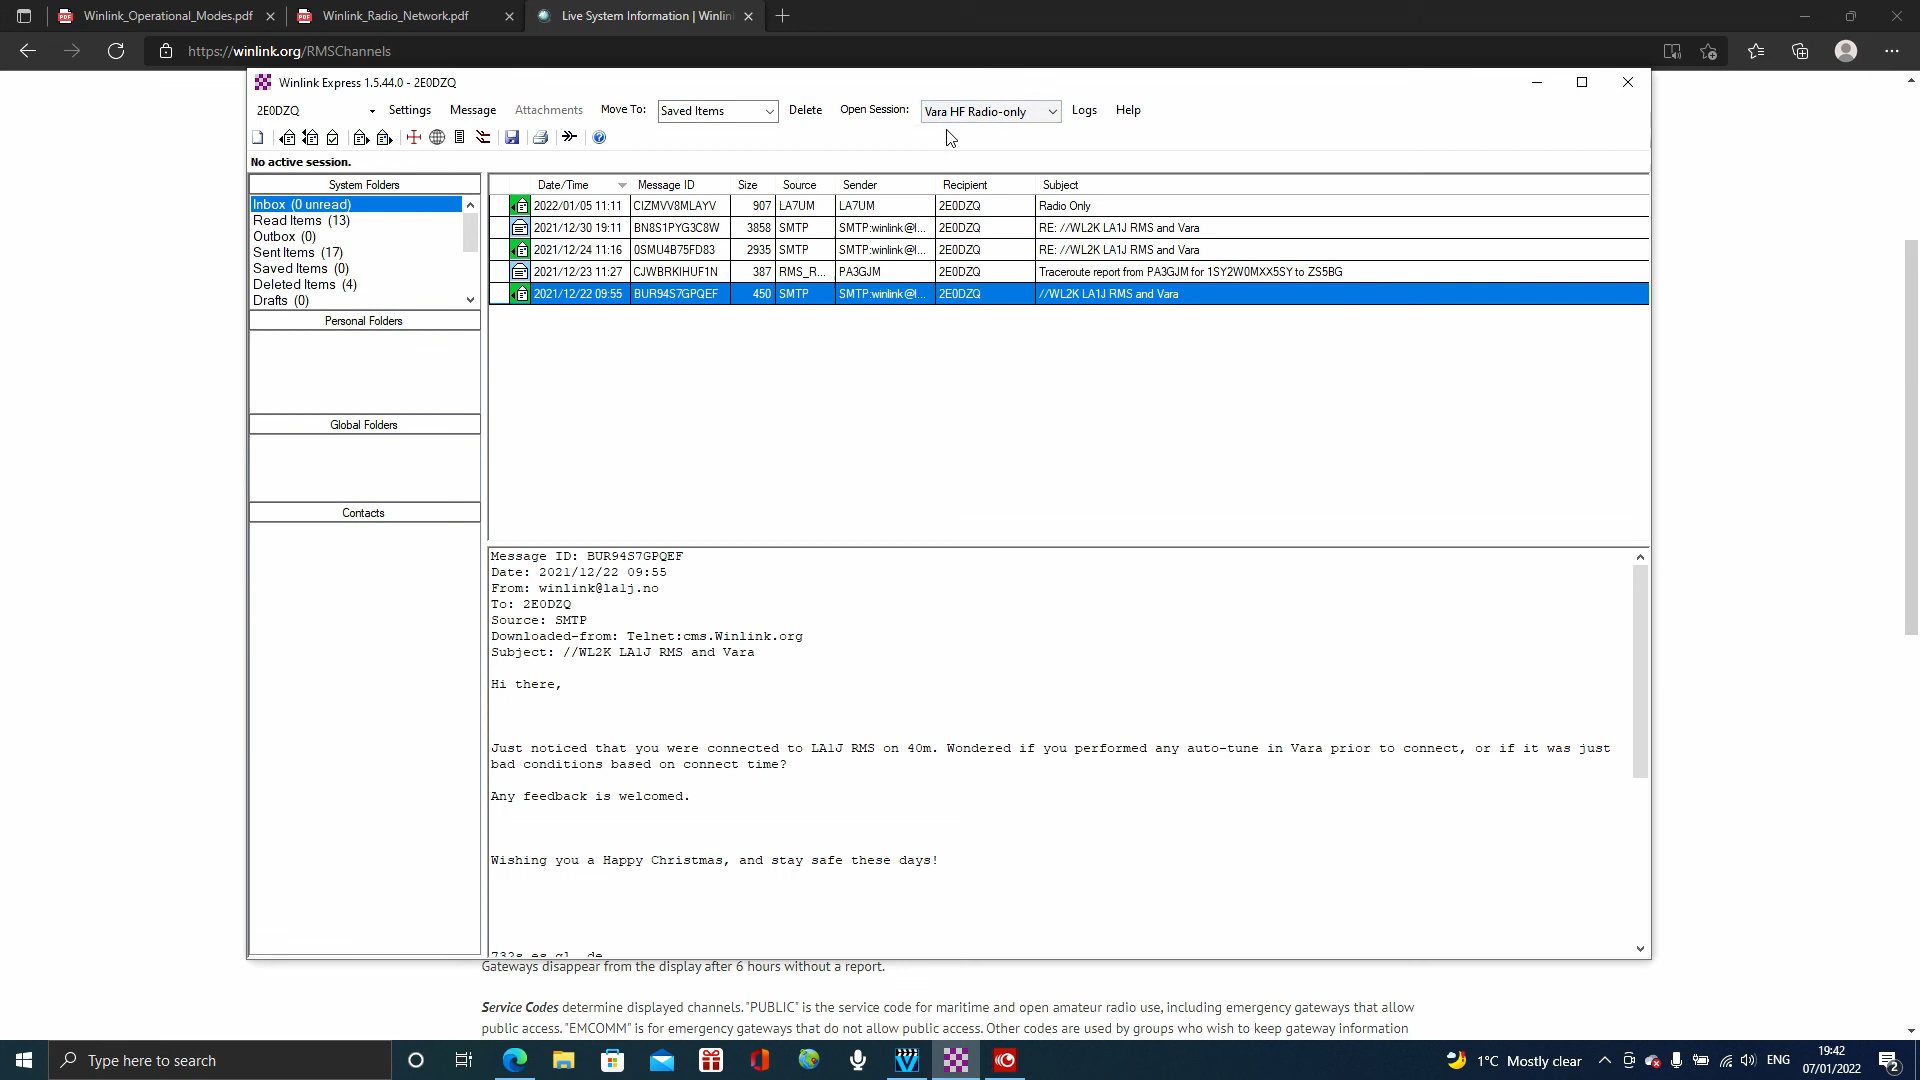 Winlink_Operational_Modes.pdf
Winlink_Radio_Network.pdf
Live System Information | Winlin
https://winlink.org/RMSChannels
Winlink Express 1.5.44.0 - 2E0DZQ
2E0DZQ
Settings
Message
Attachments
Move To:
Saved Items
Delete
Open Session:
Vara HF Radio-only
Logs
Help
No active session.
System Folders
Inbox (0 unread)
Read Items (13)
Outbox (0)
Sent Items (17)
Saved Items (0)
Deleted Items (4)
Drafts (0)
Personal Folders
Global Folders
Contacts
Date/Time Message ID Size Source Sender Recipient Subject
2022/01/05 11:11 CIZMVV8MLAYV 907 LA7UM LA7UM 2E0DZQ Radio Only
2021/12/30 19:11 BN8S1PYG3C8W 3858 SMTP SMTP:winlink@l... 2E0DZQ RE: //WL2K LA1J RMS and Vara
2021/12/24 11:16 0SMU4B75FD83 2935 SMTP SMTP:winlink@l... 2E0DZQ RE: //WL2K LA1J RMS and Vara
2021/12/23 11:27 CJWBRKIHUF1N 387 RMS_R... PA3GJM 2E0DZQ Traceroute report from PA3GJM for 1SY2W0MXX5SY to ZS5BG
2021/12/22 09:55 BUR94S7GPQEF 450 SMTP SMTP:winlink@l... 2E0DZQ //WL2K LA1J RMS and Vara
Message ID: BUR94S7GPQEF
Date: 2021/12/22 09:55
From: winlink@la1j.no
To: 2E0DZQ
Source: SMTP
Downloaded-from: Telnet:cms.Winlink.org
Subject: //WL2K LA1J RMS and Vara
Hi there,
Just noticed that you were connected to LA1J RMS on 40m. Wondered if you performed any auto-tune in Vara prior to connect, or if it was just
bad conditions based on connect time?
Any feedback is welcomed.
Wishing you a Happy Christmas, and stay safe these days!
Gateways disappear from the display after 6 hours without a report.
Service Codes determine displayed channels. "PUBLIC" is the service code for maritime and open amateur radio use, including emergency gateways that allow
public access. "EMCOMM" is for emergency gateways that do not allow public access. Other codes are used by groups who wish to keep gateway information
Type here to search
1°C Mostly clear
ENG
19:42
07/01/2022
2